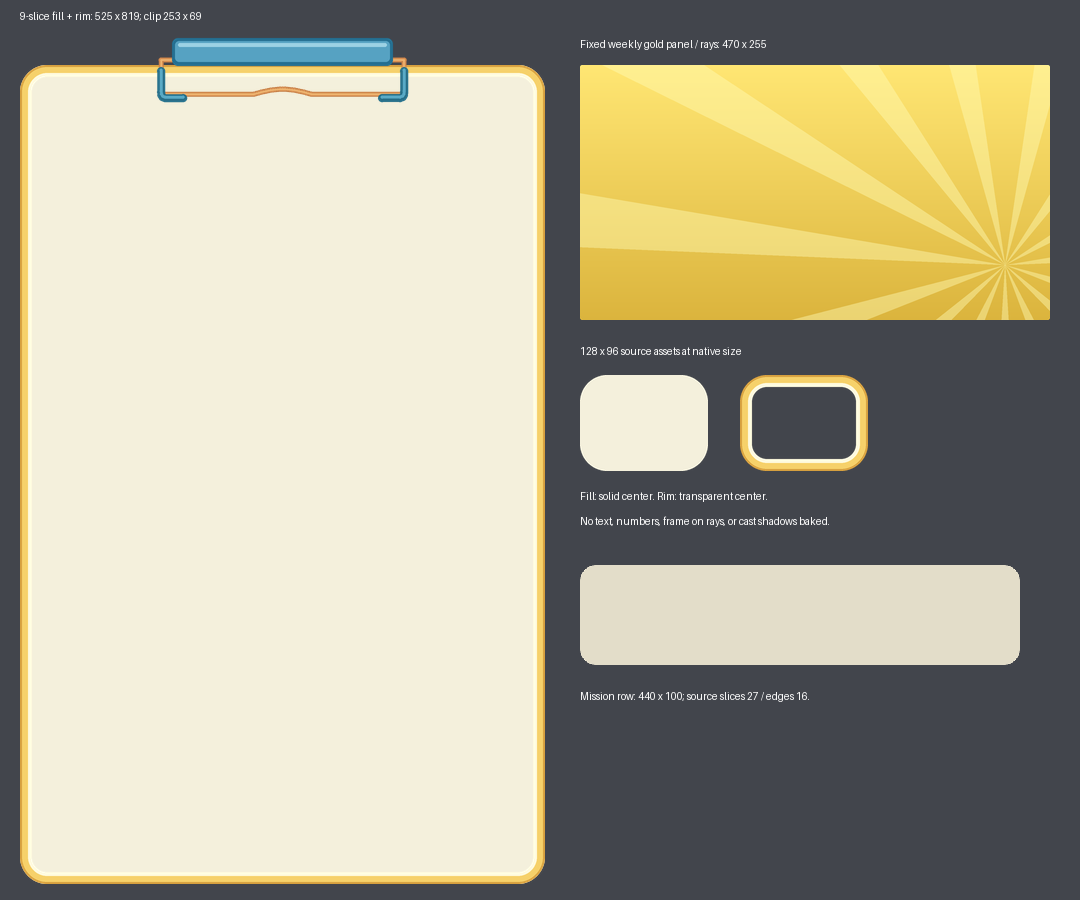 9-slice fill + rim: 525 x 819; clip 253 x 69
Fixed weekly gold panel / rays: 470 x 255
128 x 96 source assets at native size
Fill: solid center. Rim: transparent center.
No text, numbers, frame on rays, or cast shadows baked.
Mission row: 440 x 100; source slices 27 / edges 16.